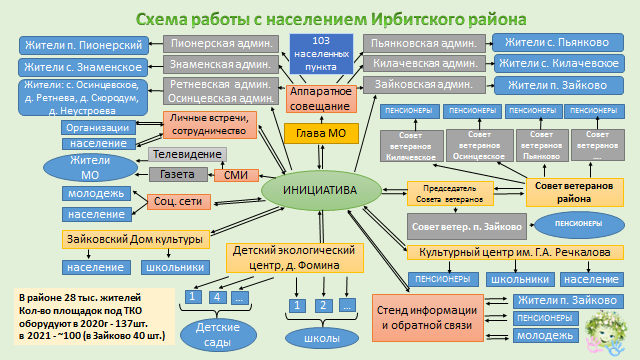 Схема работы с населением Ирбитского района
Жители п. Пионерский
Пионерская админ.
103
населенных
пункта
Пьянковская админ.
Жители с. Пьянково
Жители с. Знаменское
Знаменская админ.
Килачевская админ.
Жители с. Килачевское
Жители: с. Осинцевское,
д. Ретнева, д. Скородум,
д. Неустроева
Ретневская админ.
Осинцевская админ.
Аппаратное
совещание
Зайковская админ.
Жители п. Зайково
Личные встречи,
сотрудничество
Организации
население
Глава МО
ПЕНСИОНЕРЫ
ПЕНСИОНЕРЫ
ПЕНСИОНЕРЫ
ПЕНСИОНЕРЫ
Совет
ветеранов
Килачевское
Совет
ветеранов
Осинцевское
Совет
ветеранов
Пьянково
Совет
ветеранов
....
Жители
МО
Телевидение
Газета
СМИ
ИНИЦИАТИВА
Председатель
Совета ветеранов
Совет ветеранов
района
молодежь
население
Соц. сети
Совет ветер. п. Зайково
ПЕНСИОНЕРЫ
Зайковский Дом культуры
население
школьники
Детский экологический
центр, д. Фомина
Культурный центр им. Г.А. Речкалова
ПЕНСИОНЕРЫ
школьники
население
1
4
...
1
2
...
Детские
сады
школы
В районе 28 тыс. жителей
Кол-во площадок под ТКО
оборудуют в 2020г - 137шт.
в 2021 - ~100 (в Зайково 40 шт.)
Стенд информации
и обратной связи
Жители п. Зайково
ПЕНСИОНЕРЫ
молодежь